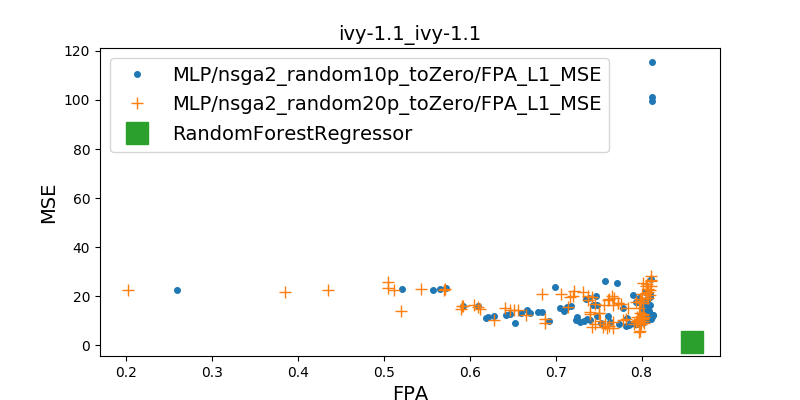 ivy-1.1_ivy-1.1
MLP/nsga2_random10p_toZero/FPA_L1_MSE
MLP/nsga2_random20p_toZero/FPA_L1_MSE
RandomForestRegressor
MSE
120
100
80
60
40
20
0
0.2 0.3 0.4 0.5 0.6 0.7 0.8
FPA